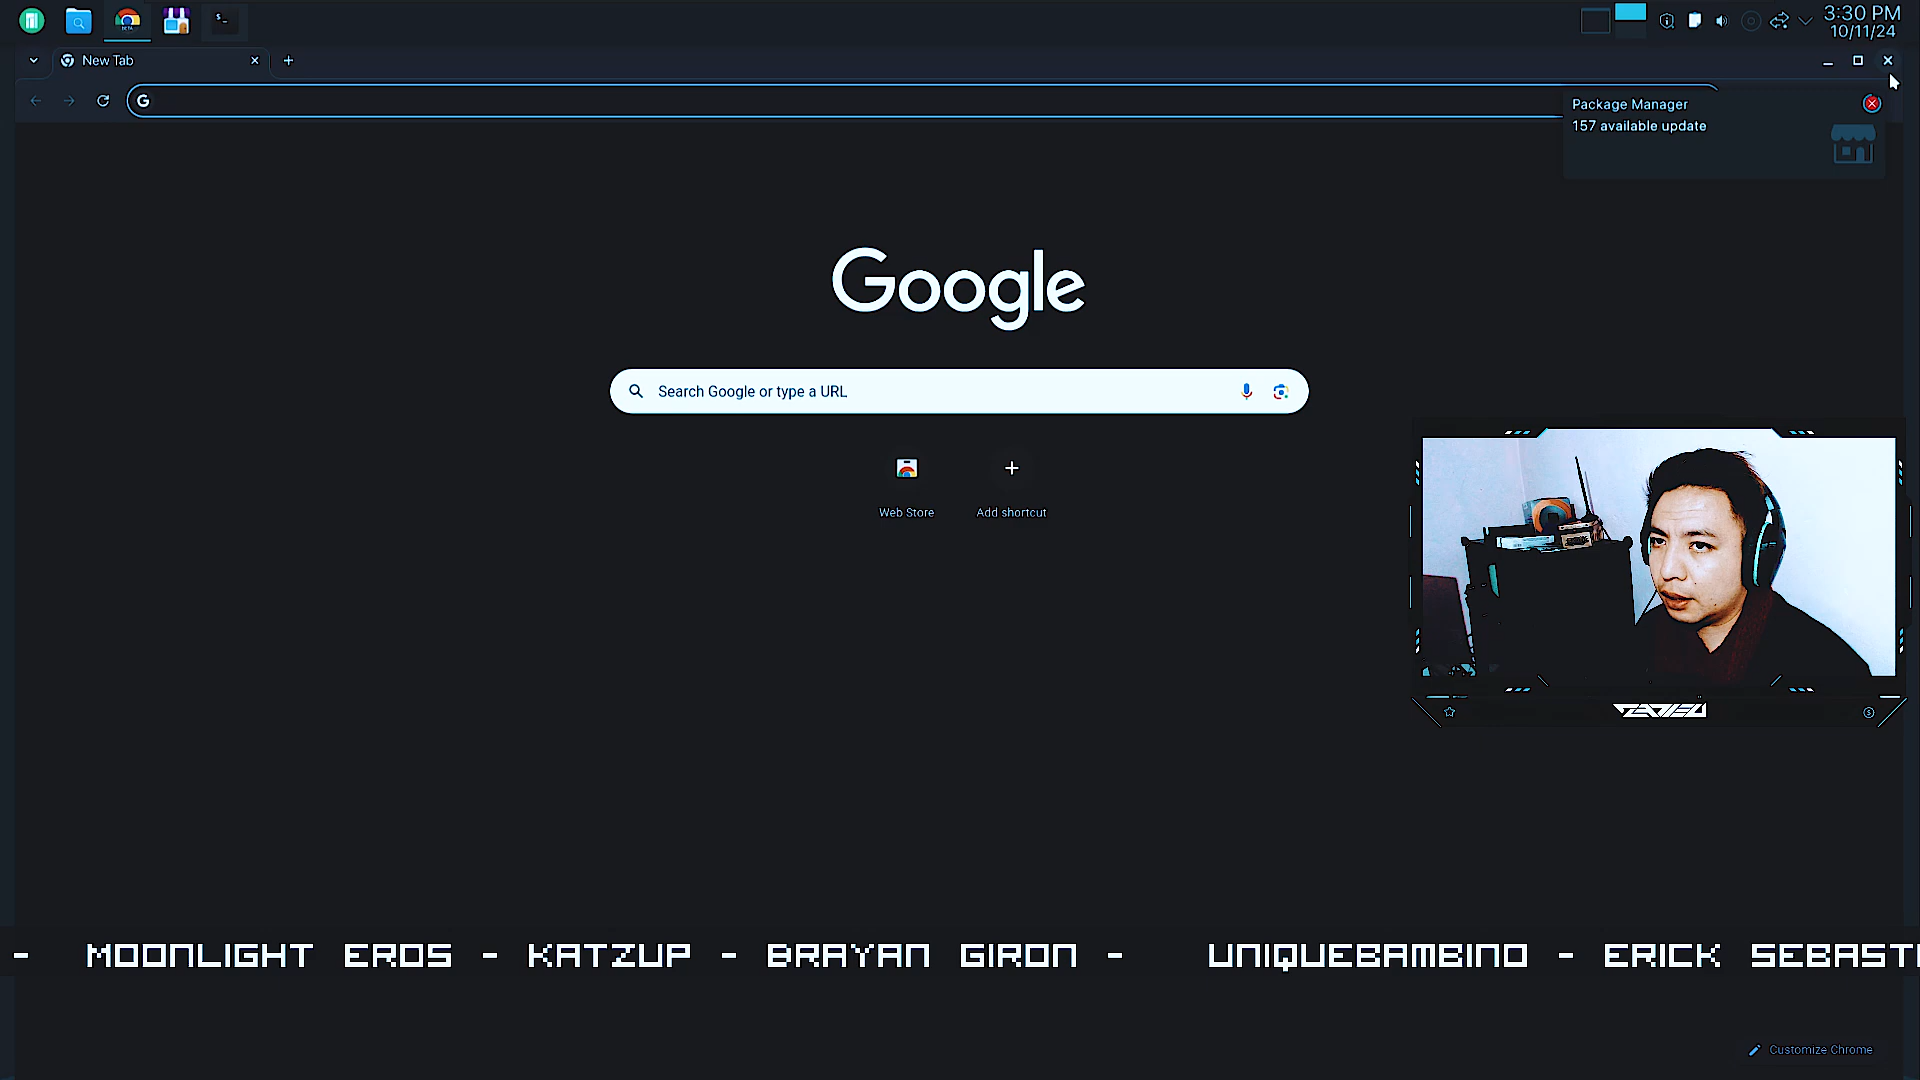 3:30 PM
10/11/24
New Tab
Package Manager
157 available update
Google
Search Google or type a URL
Web Store
Add shortcut
- MOONLIGHT EROS - KATZUP - BRAYAN GIRON - UNIQUEBAMBINO - ERICK SEBAST
Customize Chrome